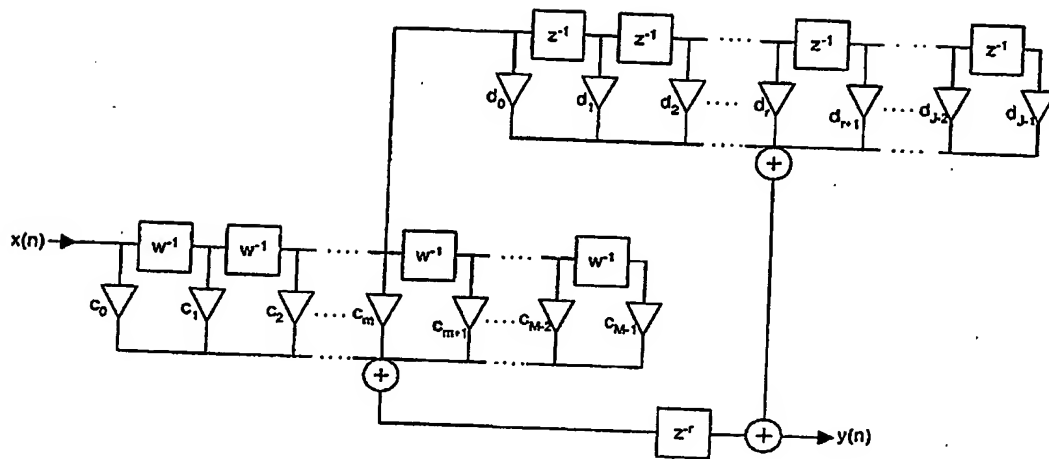 z⁻¹ z⁻¹ .... z⁻¹ .... z⁻¹
d₀ d₁ d₂ .... dᵣ dᵣ₊₁ .... d_J-2 d_J-1
.... ....
+
x(n) w⁻¹ w⁻¹ .... w⁻¹ .... w⁻¹
c₀ c₁ c₂ .... cₘ cₘ₊₁ .... c_M-2 c_M-1
.... ....
+
z⁻ʳ + y(n)